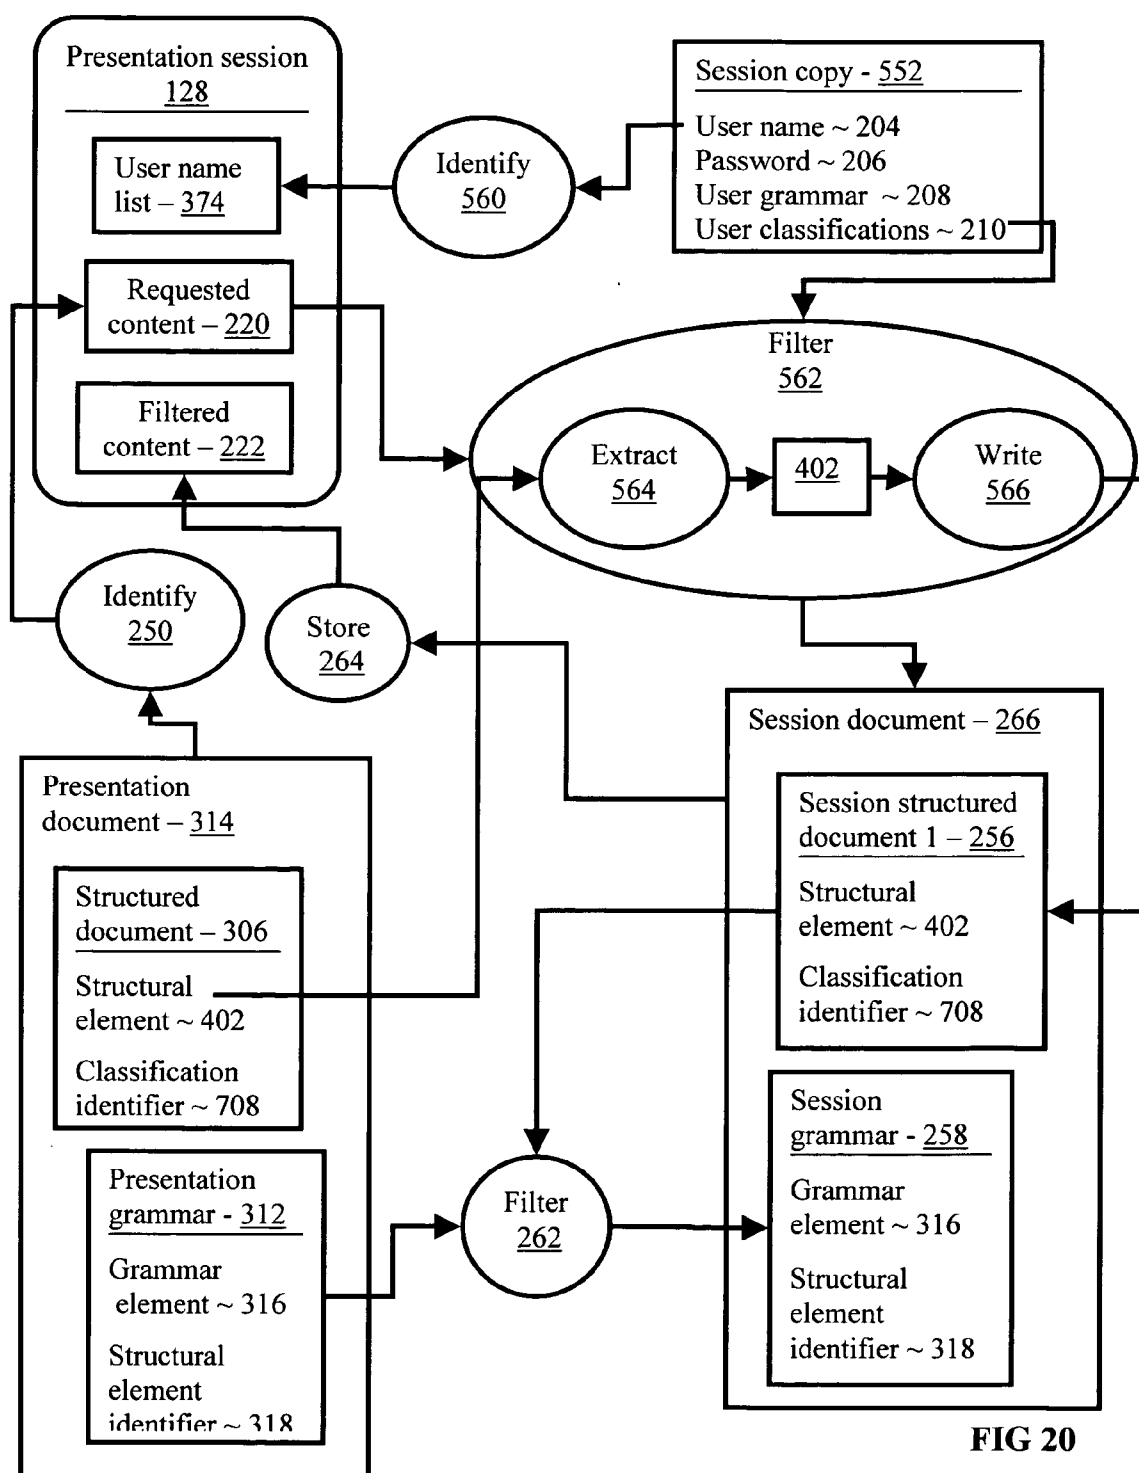 Presentation session
128
User name
list – 374
Requested
content – 220
Filtered
content – 222
Identify
560
Session copy - 552
User name ~ 204
Password ~ 206
User grammar ~ 208
User classifications ~ 210
Filter
562
Extract
564
402
Write
566
Identify
250
Store
264
Presentation
document – 314
Structured
document – 306
Structural
element ~ 402
Classification
identifier ~ 708
Presentation
grammar - 312
Grammar
element ~ 316
Structural
element
identifier ~ 318
Filter
262
Session document – 266
Session structured
document 1 – 256
Structural
element ~ 402
Classification
identifier ~ 708
Session
grammar - 258
Grammar
element ~ 316
Structural
element
identifier ~ 318
FIG 20